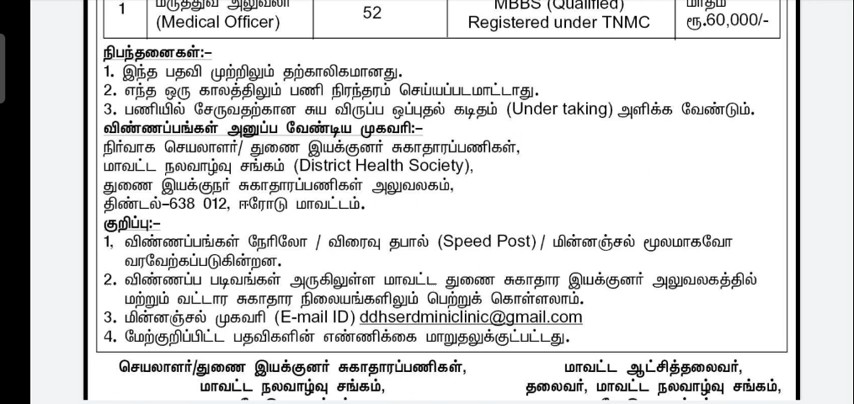 1 மருத்துவ அலுவலர் MBBS (Qualified) மாதம்
(Medical Officer) 52 Registered under TNMC ரூ.60,000/-
நிபந்தனைகள்:–
1. இந்த பதவி முற்றிலும் தற்காலிகமானது.
2. எந்த ஒரு காலத்திலும் பணி நிரந்தரம் செய்யப்படமாட்டாது.
3. பணியில் சேருவதற்கான சுய விருப்ப ஒப்புதல் கடிதம் (Under taking) அளிக்க வேண்டும்.
விண்ணப்பங்கள் அனுப்ப வேண்டிய முகவரி:–
நிர்வாக செயலாளர்/ துணை இயக்குனர் சுகாதாரப்பணிகள்,
மாவட்ட நலவாழ்வு சங்கம் (District Health Society),
துணை இயக்குநர் சுகாதாரப்பணிகள் அலுவலகம்,
திண்டல்–638 012, ஈரோடு மாவட்டம்.
குறிப்பு:–
1, விண்ணப்பங்கள் நேரிலோ / விரைவு தபால் (Speed Post) / மின்னஞ்சல் மூலமாகவோ
வரவேற்கப்படுகின்றன.
2. விண்ணப்ப படிவங்கள் அருகிலுள்ள மாவட்ட துணை சுகாதார இயக்குனர் அலுவலகத்தில்
மற்றும் வட்டார சுகாதார நிலையங்களிலும் பெற்றுக் கொள்ளலாம்.
3. மின்னஞ்சல் முகவரி (E-mail ID) ddhserdminiclinic@gmail.com
4. மேற்குறிப்பிட்ட பதவிகளின் எண்ணிக்கை மாறுதலுக்குட்பட்டது.
செயலாளர்/துணை இயக்குனர் சுகாதாரப்பணிகள், மாவட்ட ஆட்சித்தலைவர்,
மாவட்ட நலவாழ்வு சங்கம், தலைவர், மாவட்ட நலவாழ்வு சங்கம்,